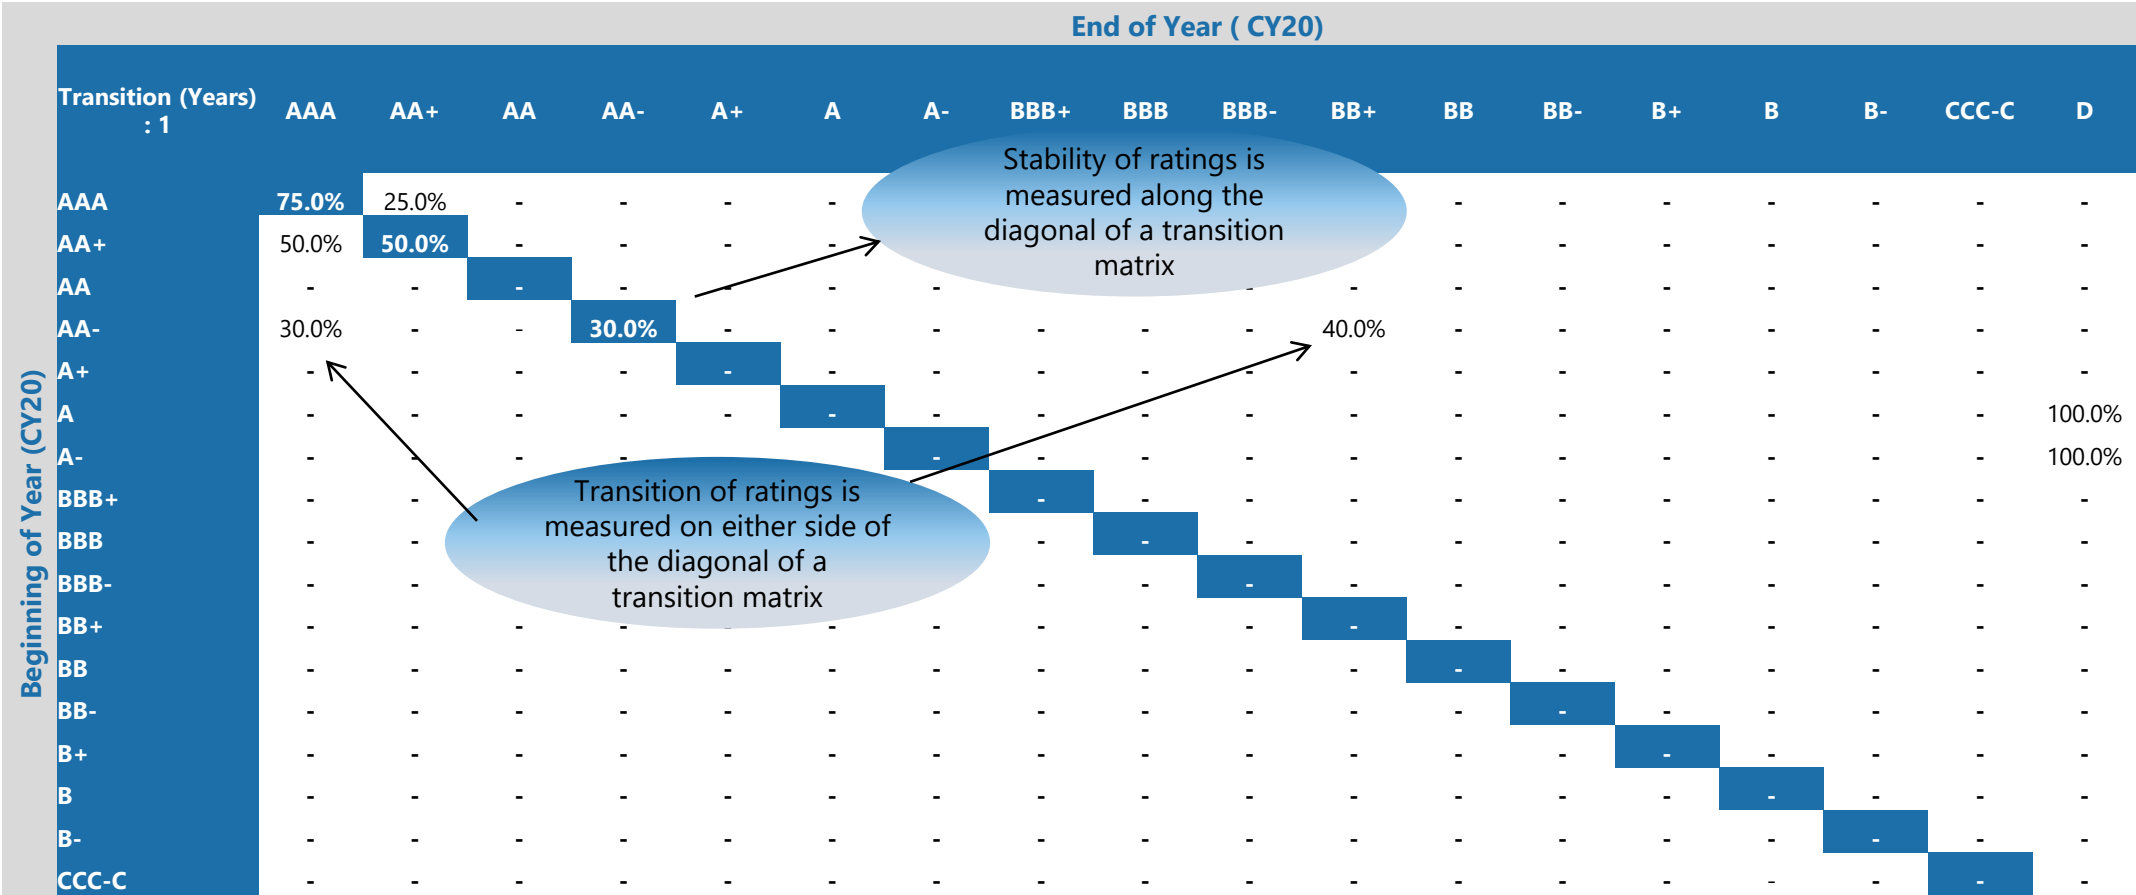 End of Year ( CY20)
Transition (Years) : 1 AAA AA+ AA AA- A+ A A- BBB+ BBB BBB- BB+ BB BB- B+ B B- CCC-C D
Beginning of Year (CY20)
AAA 75.0% 25.0% - - - - - - - - - - -
AA+ 50.0% 50.0% - - - - - - - - - - -
AA - - - - - - - - - - - - - - - -
AA- 30.0% - - 30.0% - - - - - - 40.0% - - - - - - -
A+ - - - - - - - - - - - - - - - - - -
A - - - - - - - - - - - - - - - - - 100.0%
A- - - - - - - - - - - - - - - - 100.0%
BBB+ - - - - - - - - - - - - -
BBB - - - - - - - - - - - - -
BBB- - - - - - - - - - - - - -
BB+ - - - - - - - - - - - - - - - - - -
BB - - - - - - - - - - - - - - - - - -
BB- - - - - - - - - - - - - - - - - - -
B+ - - - - - - - - - - - - - - - - - -
B - - - - - - - - - - - - - - - - - -
B- - - - - - - - - - - - - - - - - - -
CCC-C - - - - - - - - - - - - - - - - - -
Stability of ratings is
measured along the
diagonal of a transition
matrix
Transition of ratings is
measured on either side of
the diagonal of a
transition matrix